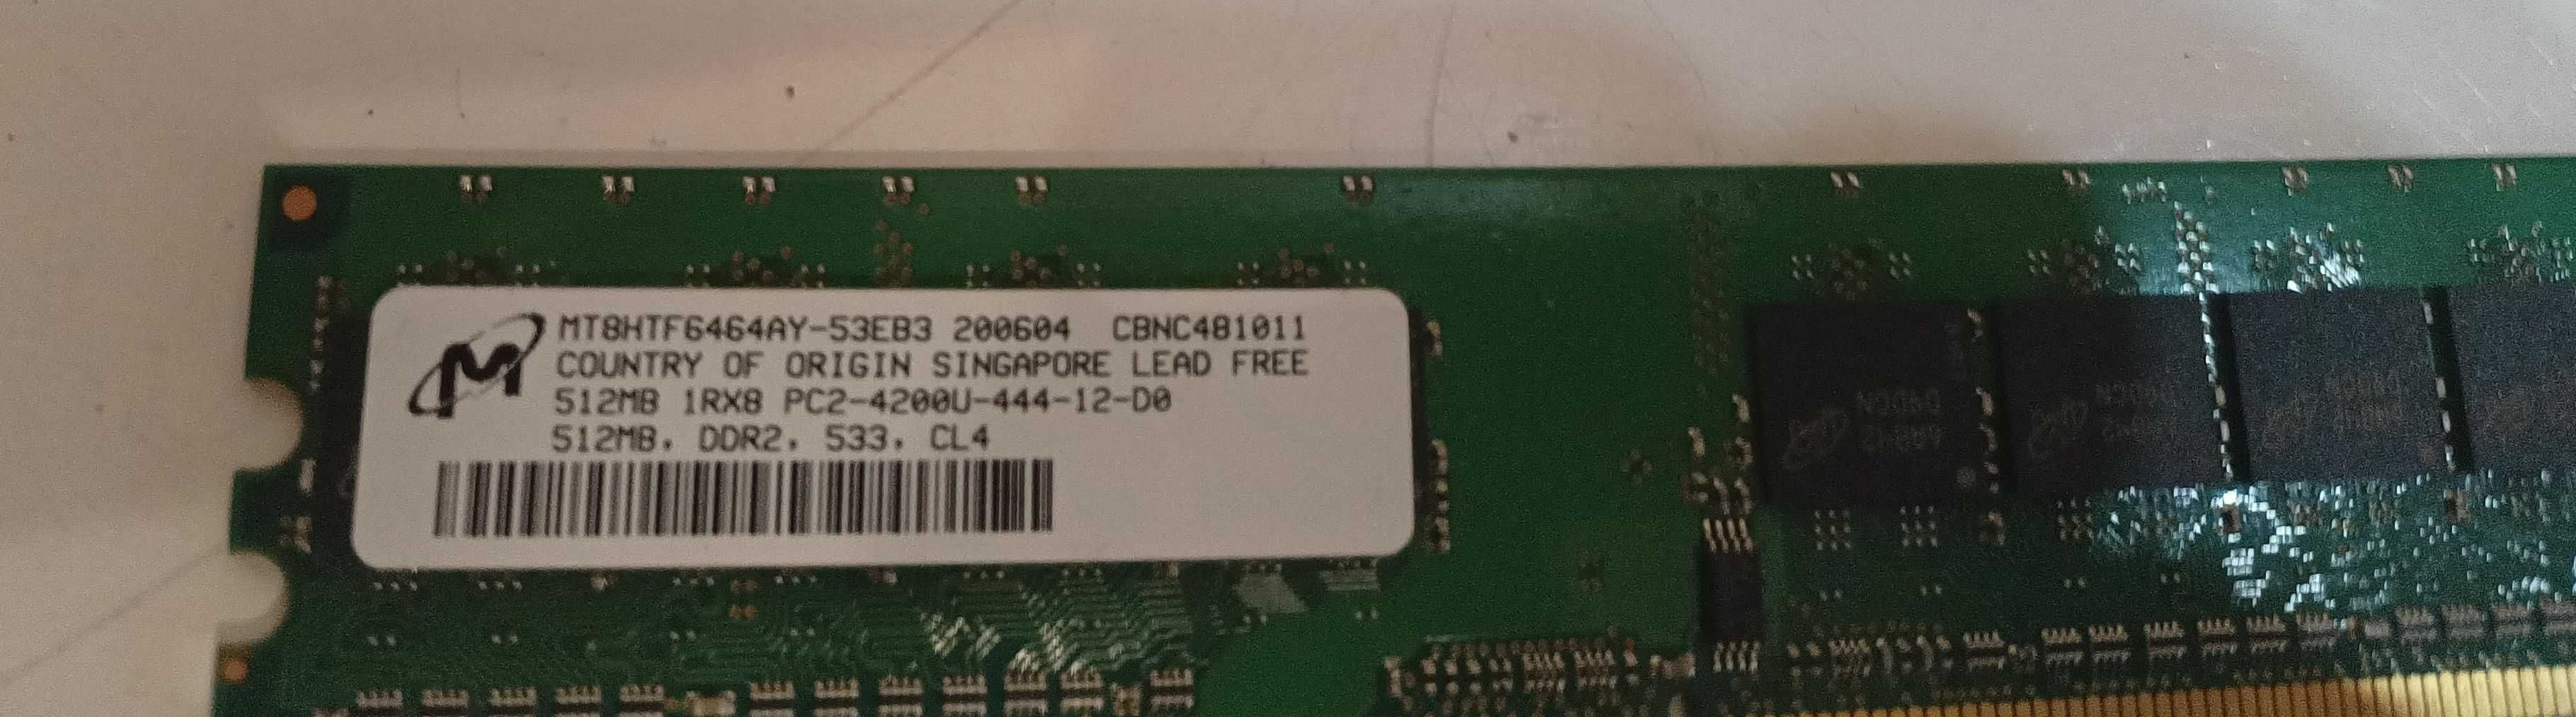 MT8HTF6464AY-53EB3 200604 CBNC481011
COUNTRY OF ORIGIN SINGAPORE LEAD FREE
512MB 1RX8 PC2-4200U-444-12-D0
512MB, DDR2, 533, CL4
D9DCN